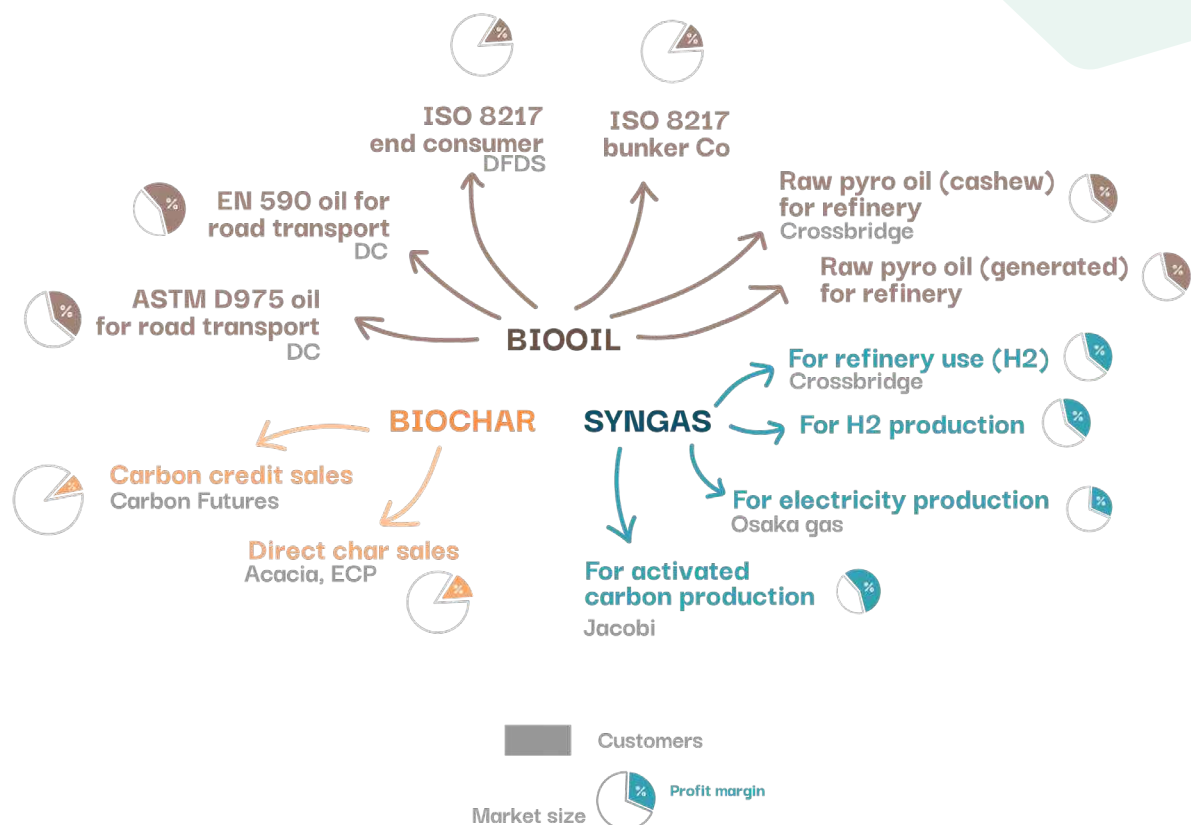 %
%
ISO 8217
end consumer
DFDS
ISO 8217
bunker Co
%
EN 590 oil for
road transport
DC
Raw pyro oil (cashew)
for refinery
Crossbridge
%
Raw pyro oil (generated)
for refinery
%
%
ASTM D975 oil
for road transport
DC
BIOOIL
For refinery use (H2)
Crossbridge
%
BIOCHAR
SYNGAS
For H2 production
%
%
Carbon credit sales
Carbon Futures
For electricity production
Osaka gas
%
Direct char sales
Acacia, ECP
%
For activated
carbon production
Jacobi
%
Customers
Market size
%
Profit margin